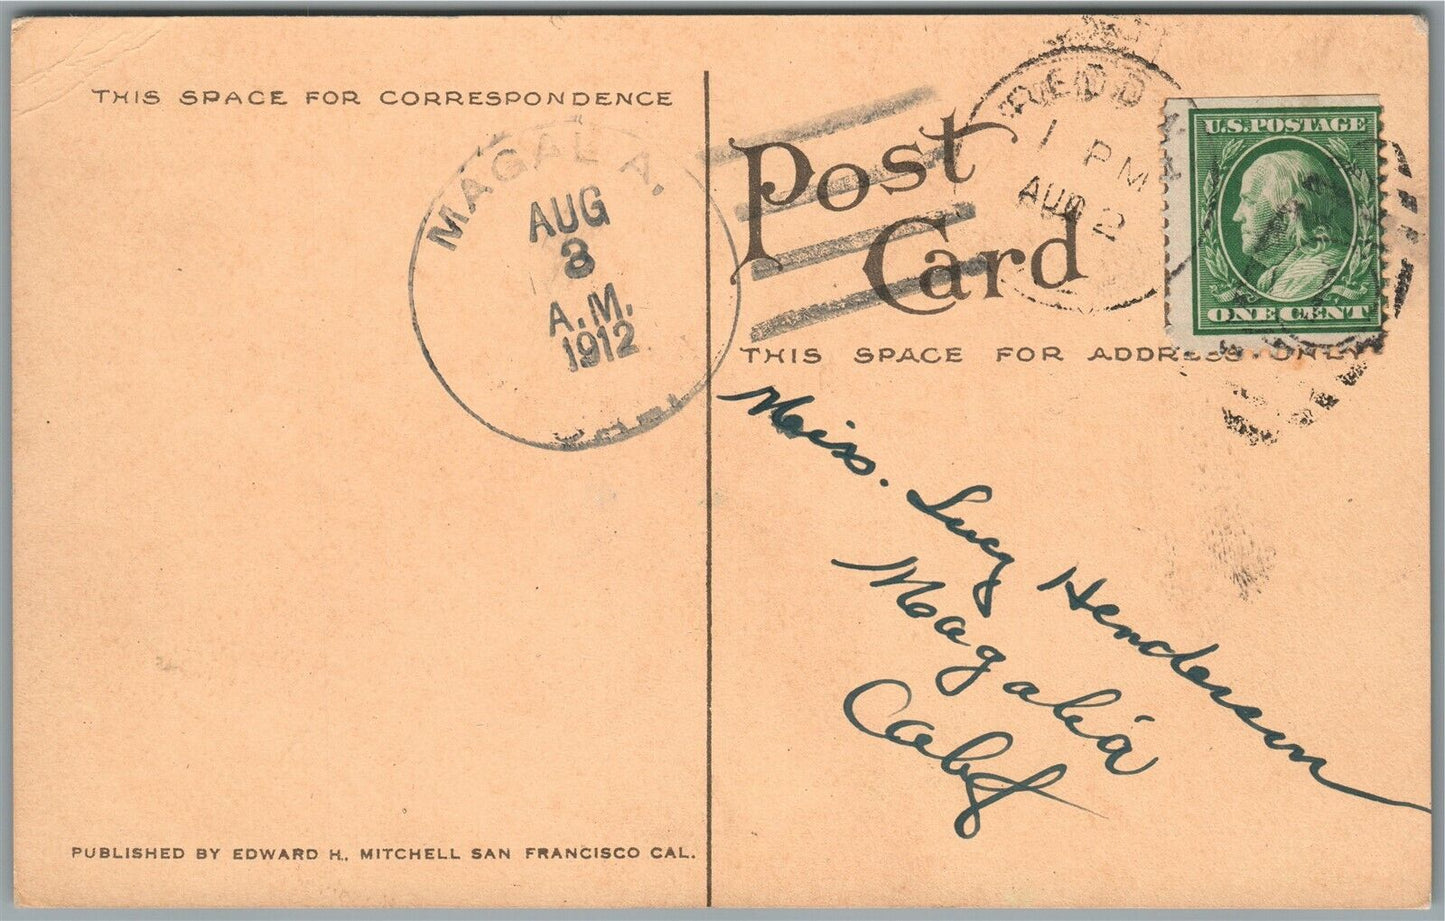 THIS SPACE FOR CORRESPONDENCE
MAGALIA.
AUG
3
A.M.
1912
Post
Card
1 PM
AUG 2
U.S.POSTAGE
ONE CENT
THIS SPACE FOR ADDRESS ONLY
Miss. Lucy Henderson
Magalia
Calif
PUBLISHED BY EDWARD H. MITCHELL SAN FRANCISCO CAL.